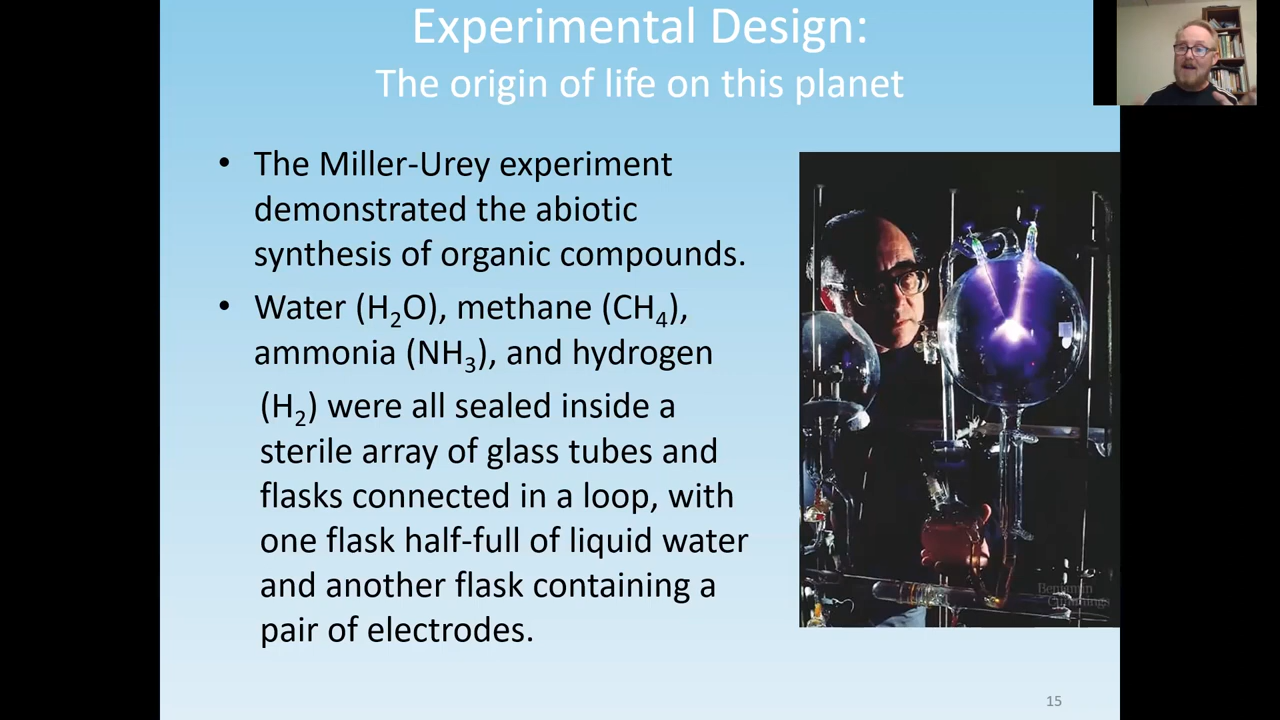 Experimental Design:
The origin of life on this planet
• The Miller-Urey experiment
demonstrated the abiotic
synthesis of organic compounds.
• Water (H₂O), methane (CH₄),
ammonia (NH₃), and hydrogen
(H₂) were all sealed inside a
sterile array of glass tubes and
flasks connected in a loop, with
one flask half-full of liquid water
and another flask containing a
pair of electrodes.
Benjamin
Cummings
15